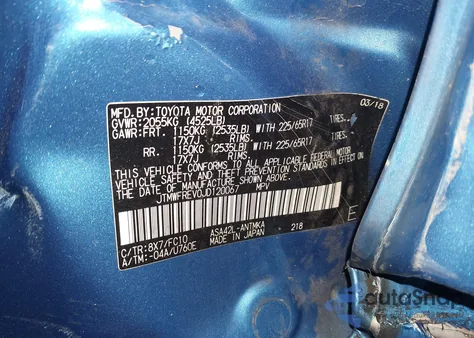 MFD.BY:TOYOTA MOTOR CORPORATION 03/18
GVWR:2055KG (4525LB)
GAWR:FRT. 1150KG (2535LB) WITH 225/65R17
17X7J RIMS.
RR. 1150KG (2535LB) WITH 225/65R17
17X7J RIMS.
THIS VEHICLE CONFORMS TO ALL APPLICABLE FEDERAL MOTOR
VEHICLE SAFETY AND THEFT PREVENTION STANDARDS IN EFFECT
ON THE DATE OF MANUFACTURE SHOWN ABOVE.
JTMWFREV0JD120067 MPV
E
C/TR:8X7/FC10 ASA42L-ANTMKA
A/TM:-04A/U760E MADE IN JAPAN 218
autoSnap